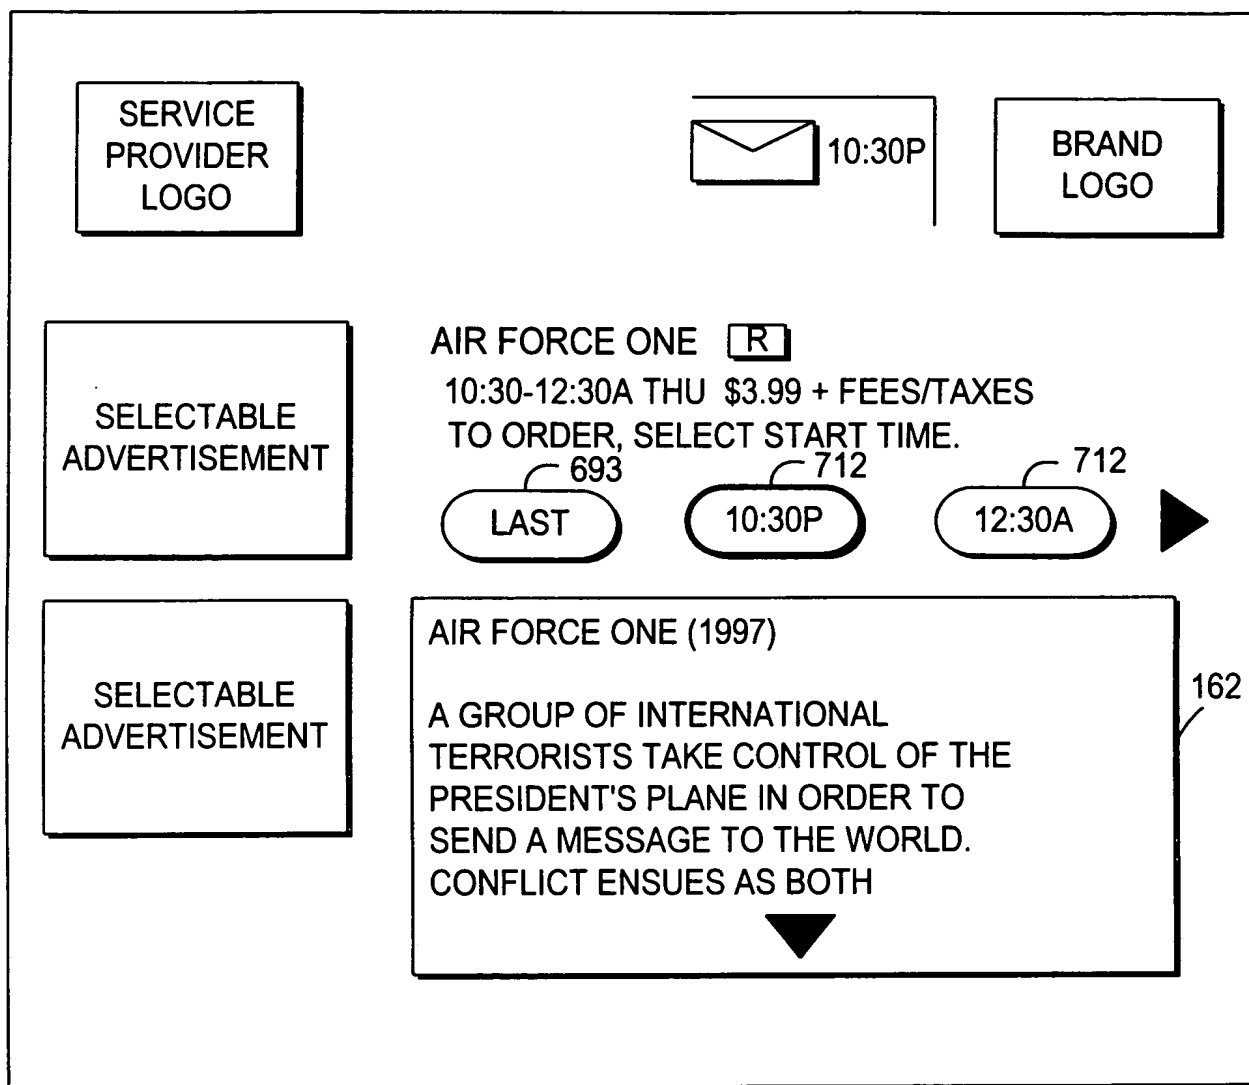 SERVICE
PROVIDER
LOGO
10:30P
BRAND
LOGO
SELECTABLE
ADVERTISEMENT
AIR FORCE ONE R
10:30-12:30A THU $3.99 + FEES/TAXES
TO ORDER, SELECT START TIME.
693 712 712
LAST 10:30P 12:30A
SELECTABLE
ADVERTISEMENT
AIR FORCE ONE (1997)
162
A GROUP OF INTERNATIONAL
TERRORISTS TAKE CONTROL OF THE
PRESIDENT'S PLANE IN ORDER TO
SEND A MESSAGE TO THE WORLD.
CONFLICT ENSUES AS BOTH